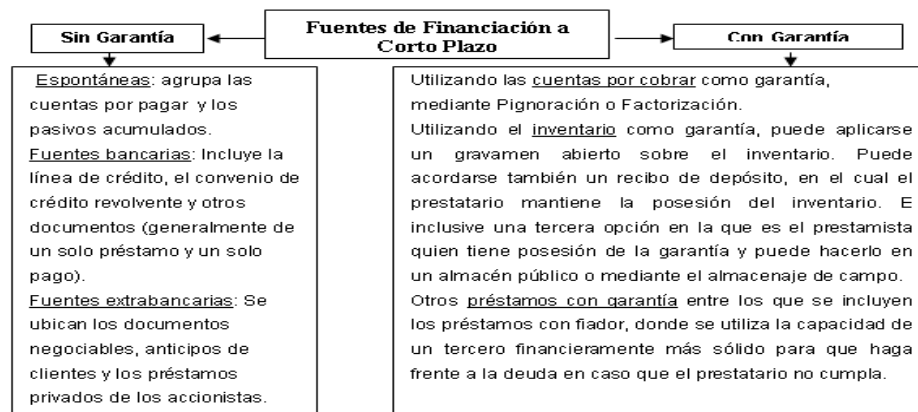 Fuentes de Financiación a
Corto Plazo
Sin Garantía
Con Garantía
Espontáneas: agrupa las
cuentas por pagar y los
pasivos acumulados.
Fuentes bancarias: Incluye la
línea de crédito, el convenio de
crédito revolvente y otros
documentos (generalmente de
un solo préstamo y un solo
pago).
Fuentes extrabancarias: Se
ubican los documentos
negociables, anticipos de
clientes y los préstamos
privados de los accionistas.
Utilizando las cuentas por cobrar como garantía,
mediante Pignoración o Factorización.
Utilizando el inventario como garantía, puede aplicarse
un gravamen abierto sobre el inventario. Puede
acordarse también un recibo de depósito, en el cual el
prestatario mantiene la posesión del inventario. E
inclusive una tercera opción en la que es el prestamista
quien tiene posesión de la garantía y puede hacerlo en
un almacén público o mediante el almacenaje de campo.
Otros préstamos con garantía entre los que se incluyen
los préstamos con fiador, donde se utiliza la capacidad de
un tercero financieramente más sólido para que haga
frente a la deuda en caso que el prestatario no cumpla.